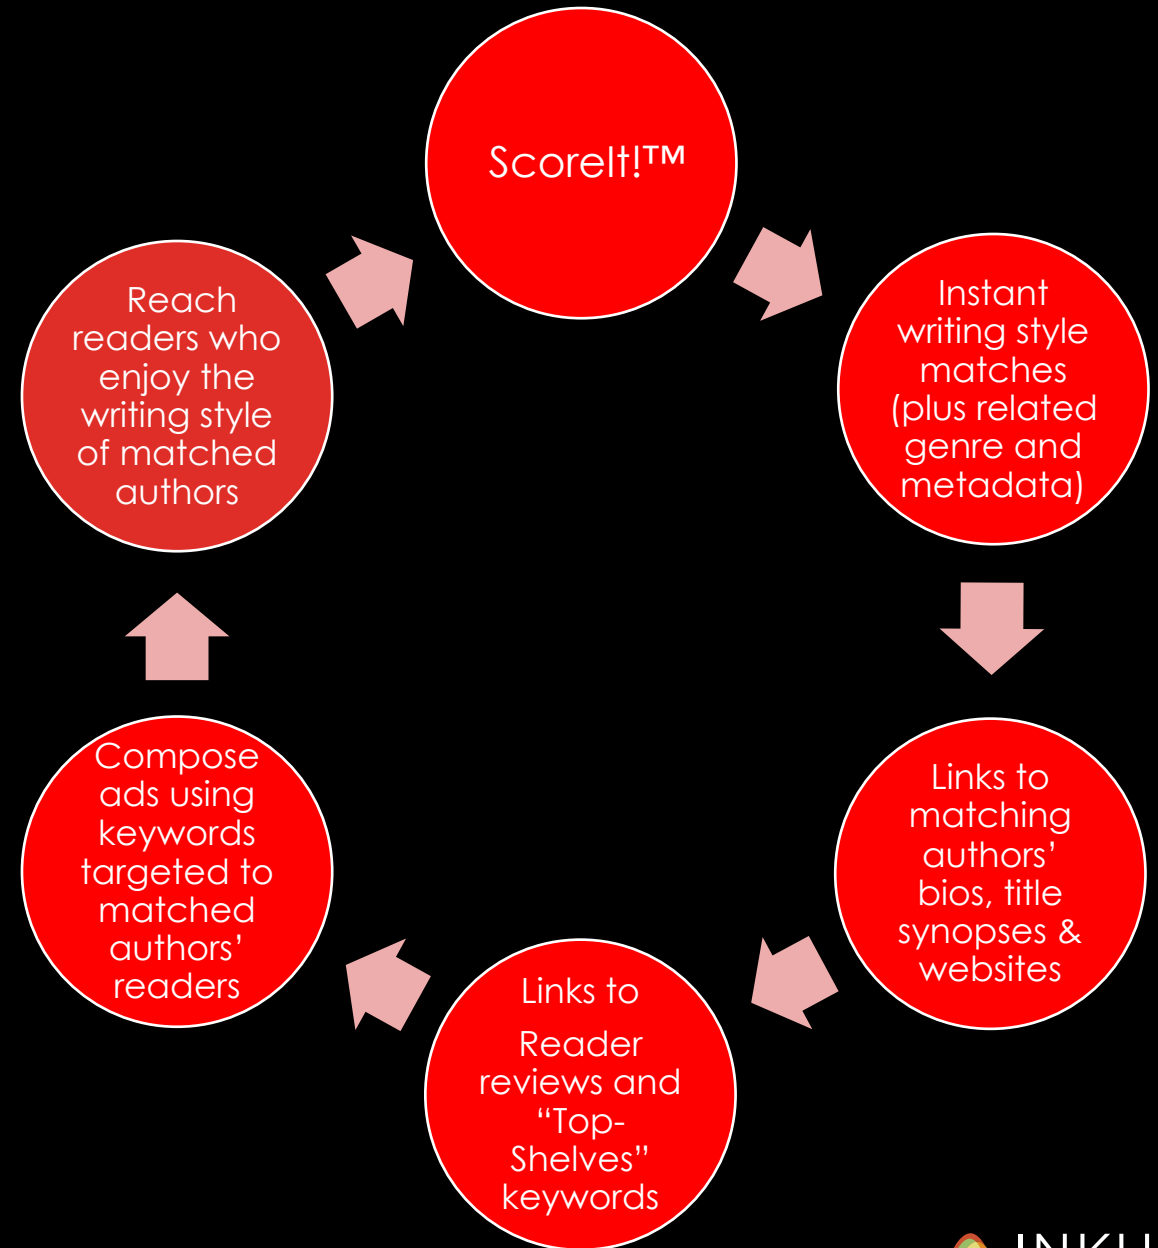 ScoreIt!™
Instant
writing style
matches
(plus related
genre and
metadata)
Links to
matching
authors’
bios, title
synopses &
websites
Links to
Reader
reviews and
“Top-
Shelves”
keywords
Compose
ads using
keywords
targeted to
matched
authors’
readers
Reach
readers who
enjoy the
writing style
of matched
authors